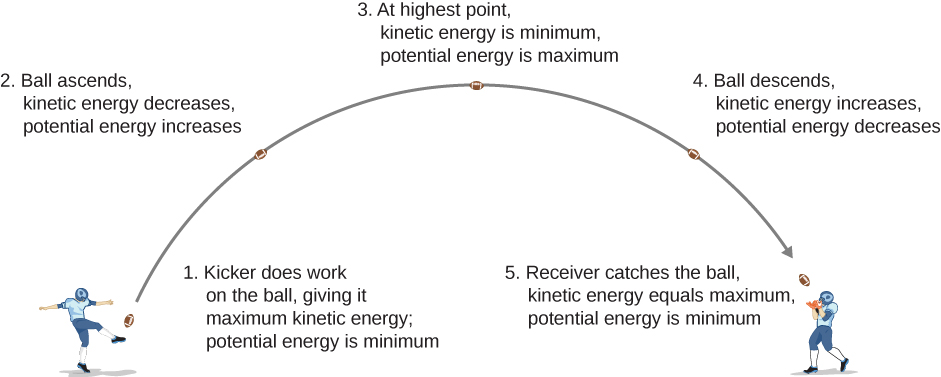 1. Kicker does work
on the ball, giving it
maximum kinetic energy;
potential energy is minimum
2. Ball ascends,
kinetic energy decreases,
potential energy increases
3. At highest point,
kinetic energy is minimum,
potential energy is maximum
4. Ball descends,
kinetic energy increases,
potential energy decreases
5. Receiver catches the ball,
kinetic energy equals maximum,
potential energy is minimum